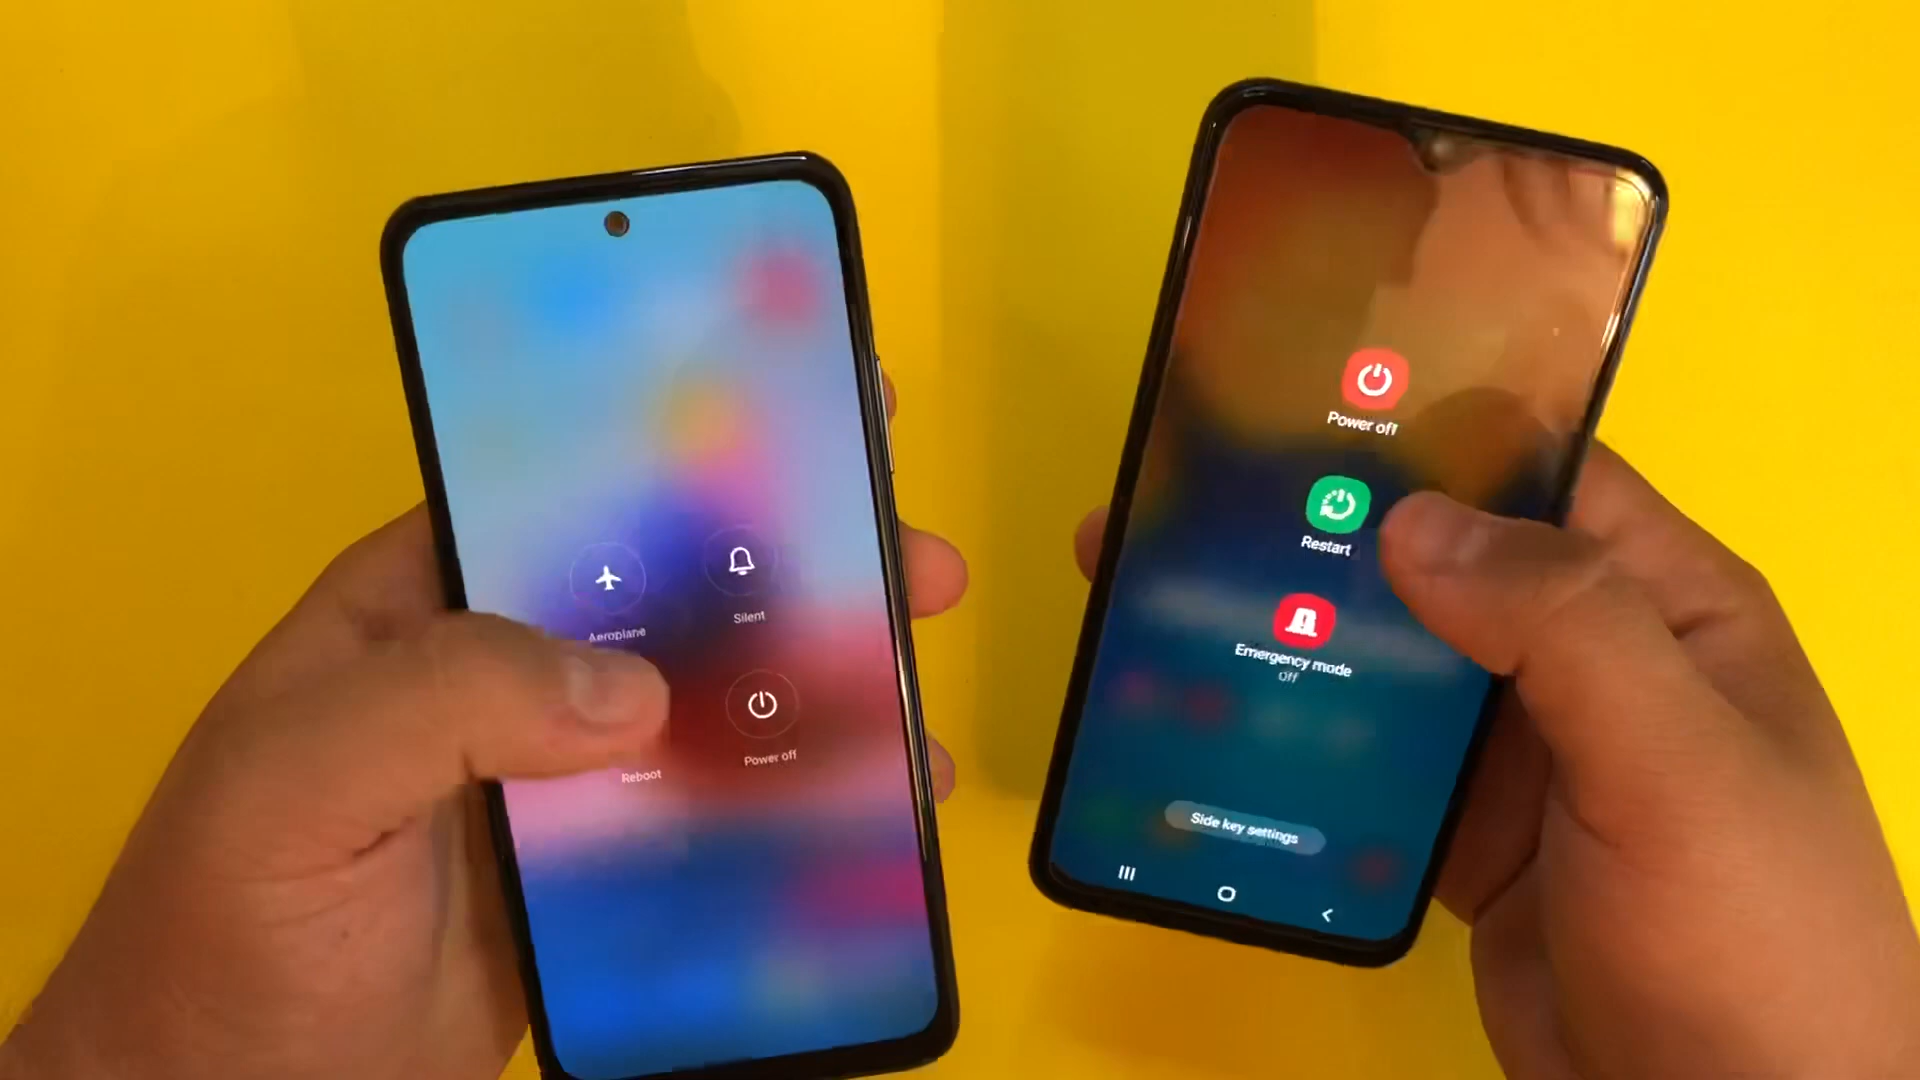 Aeroplane
Silent
Reboot
Power off
Power off
Restart
Emergency mode
Off
Side key settings